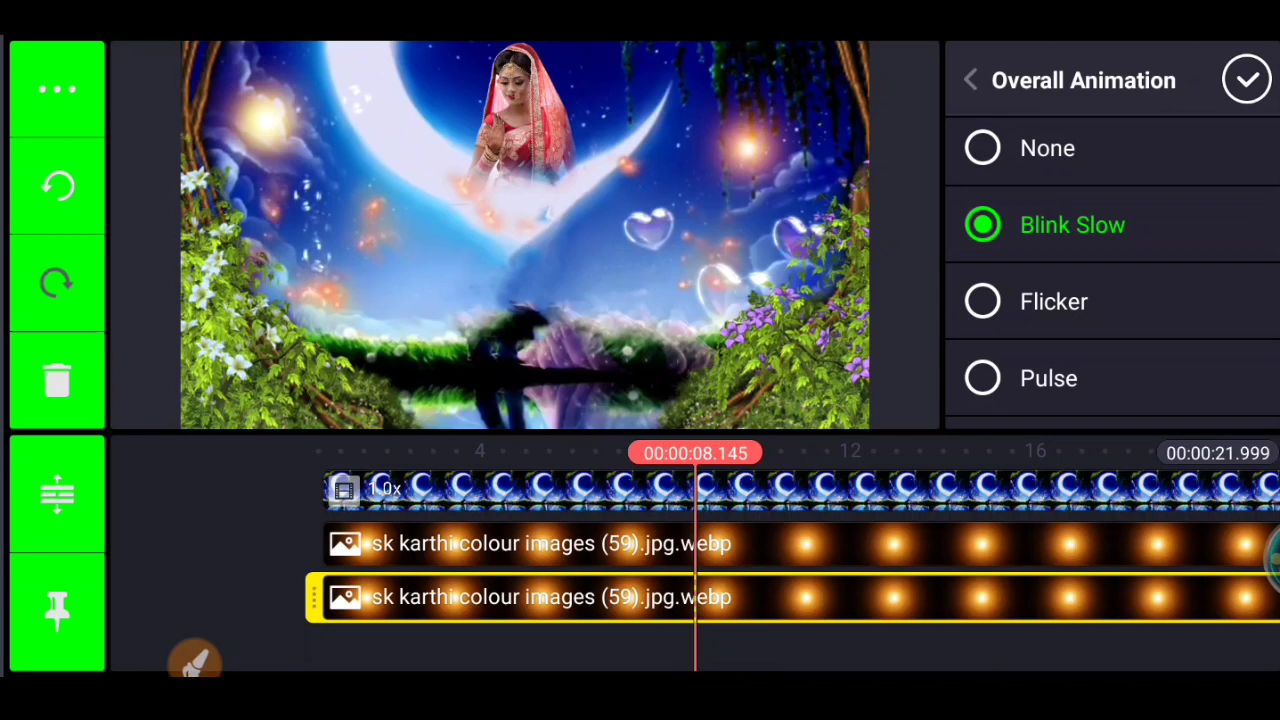 Overall Animation
None
Blink Slow
Flicker
Pulse
4
00:00:08.145
12
16
00:00:21.999
1.0x
sk karthi colour images (59).jpg.webp
sk karthi colour images (59).jpg.webp